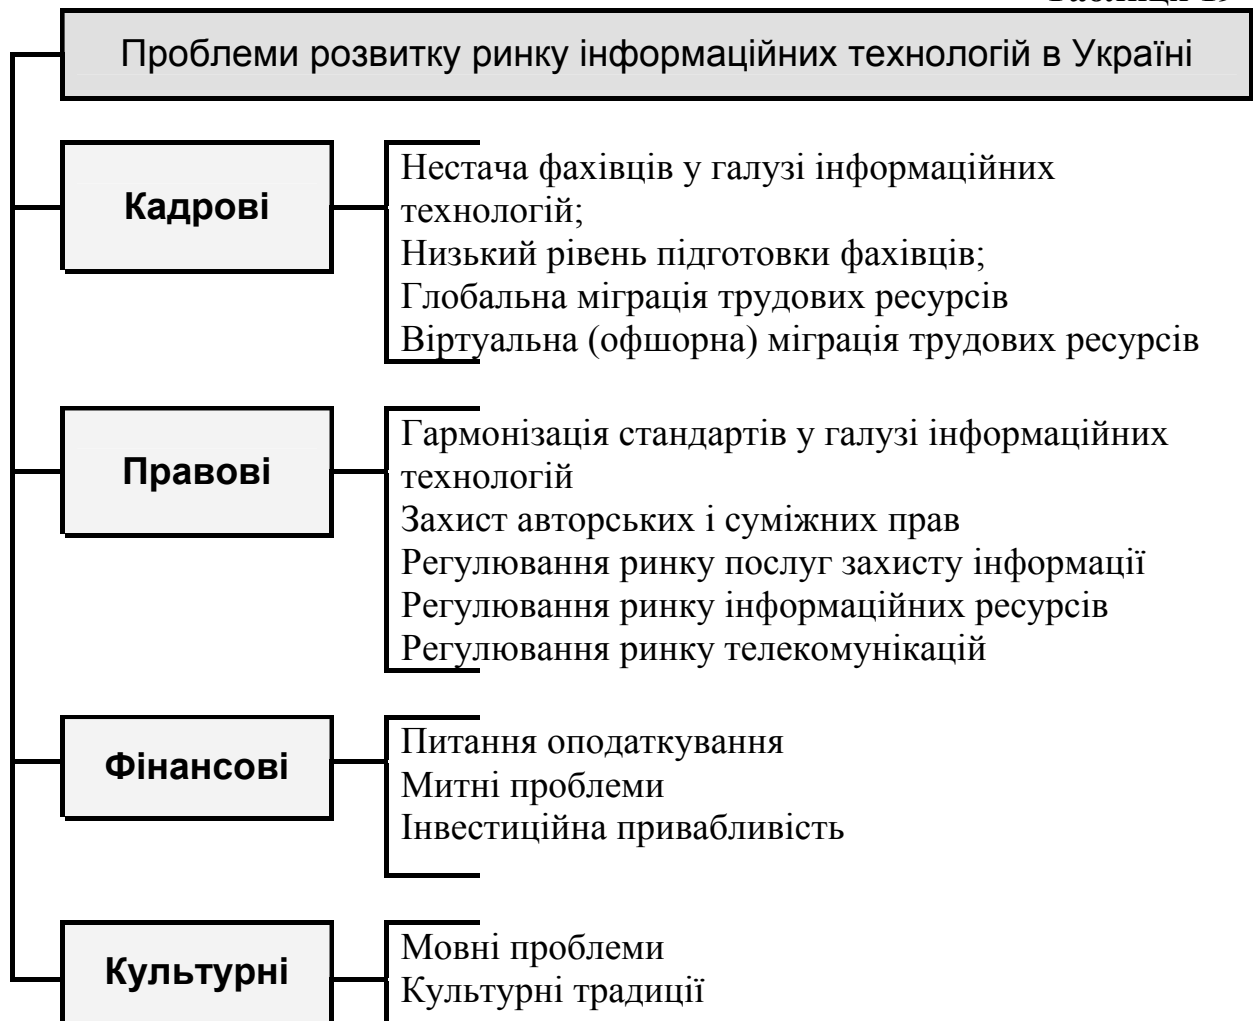 Проблеми розвитку ринку інформаційних технологій в Україні
Кадрові
Нестача фахівців у галузі інформаційних
технологій;
Низький рівень підготовки фахівців;
Глобальна міграція трудових ресурсів
Віртуальна (офшорна) міграція трудових ресурсів
Правові
Гармонізація стандартів у галузі інформаційних
технологій
Захист авторських і суміжних прав
Регулювання ринку послуг захисту інформації
Регулювання ринку інформаційних ресурсів
Регулювання ринку телекомунікацій
Фінансові
Питання оподаткування
Митні проблеми
Інвестиційна привабливість
Культурні
Мовні проблеми
Культурні традиції